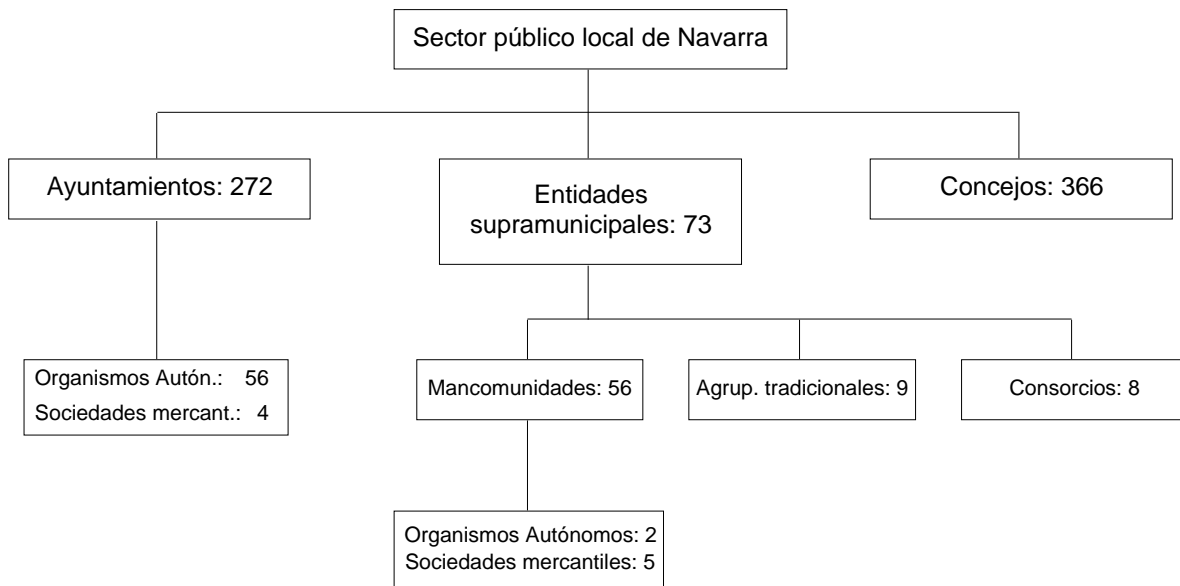 Sector público local de Navarra
Ayuntamientos: 272
Entidades
supramunicipales: 73
Concejos: 366
Organismos Autón.: 56
Sociedades mercant.: 4
Mancomunidades: 56
Agrup. tradicionales: 9
Consorcios: 8
Organismos Autónomos: 2
Sociedades mercantiles: 5